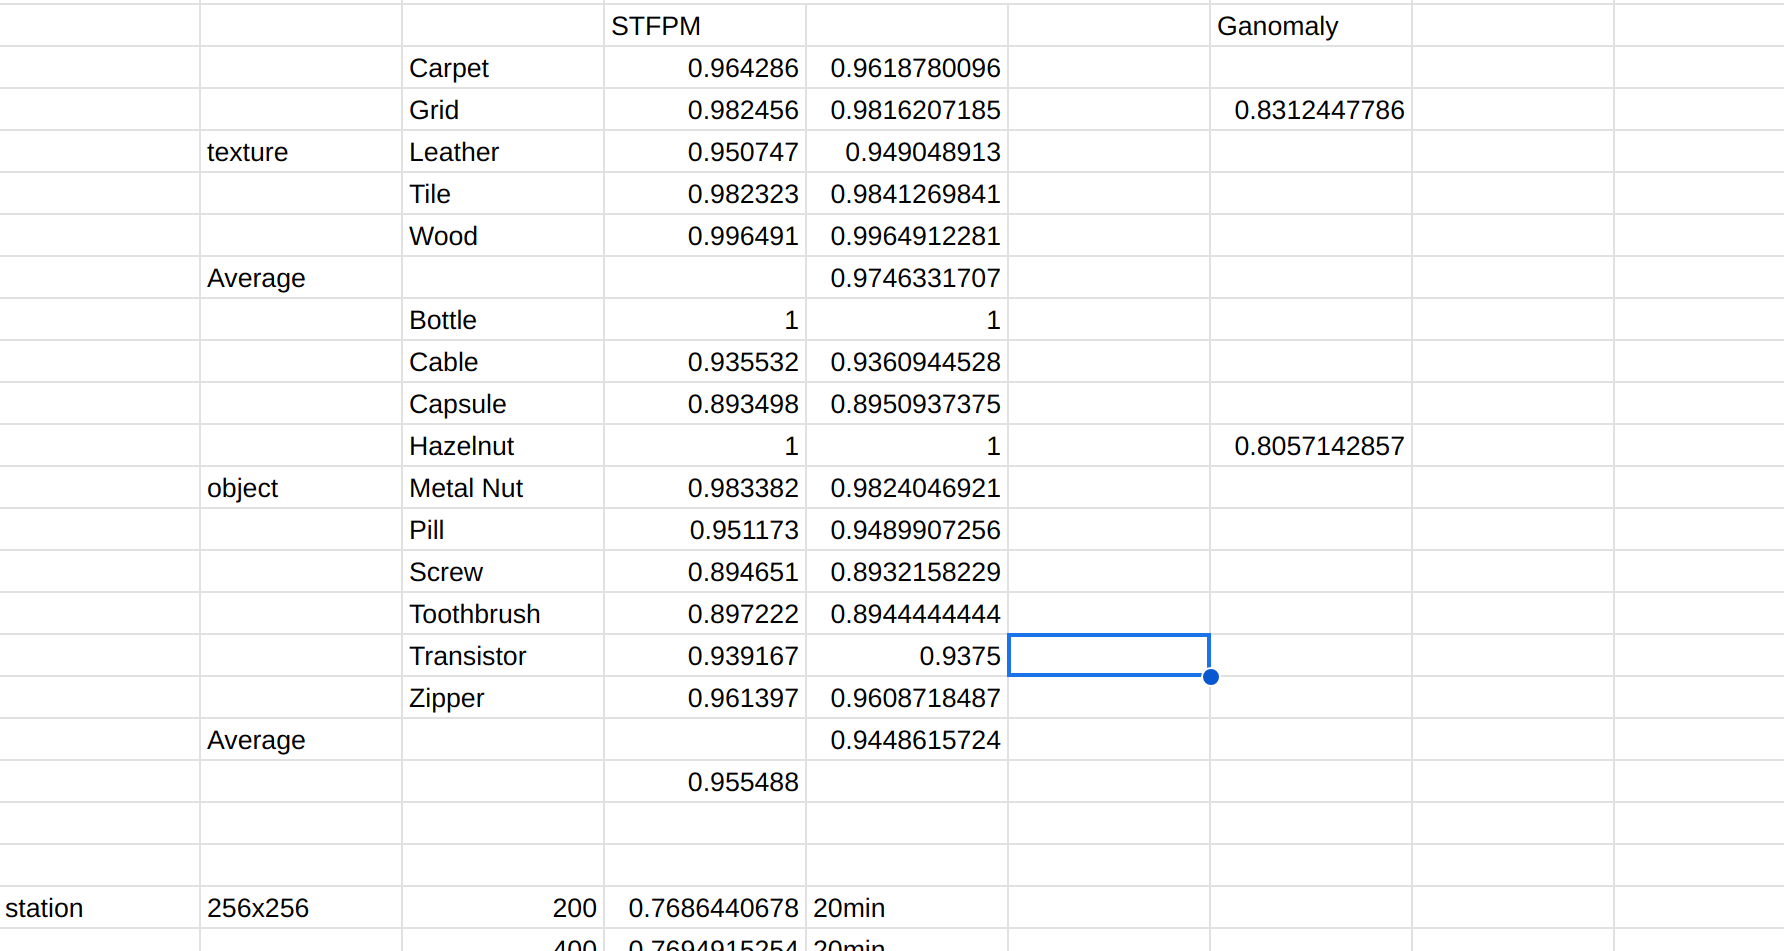 STFPM Ganomaly
Carpet 0.964286 0.9618780096
Grid 0.982456 0.9816207185 0.8312447786
texture Leather 0.950747 0.949048913
Tile 0.982323 0.9841269841
Wood 0.996491 0.9964912281
Average 0.9746331707
Bottle 1 1
Cable 0.935532 0.9360944528
Capsule 0.893498 0.8950937375
Hazelnut 1 1 0.8057142857
object Metal Nut 0.983382 0.9824046921
Pill 0.951173 0.9489907256
Screw 0.894651 0.8932158229
Toothbrush 0.897222 0.8944444444
Transistor 0.939167 0.9375
Zipper 0.961397 0.9608718487
Average 0.9448615724
0.955488
station 256x256 200 0.7686440678 20min
400 0.7694915254 20min